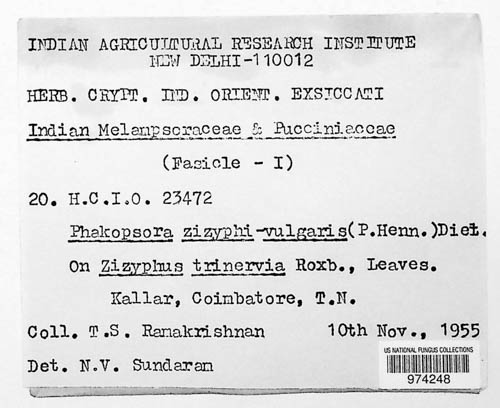 INDIAN AGRICULTURAL RESEARCH INSTITUTE
NEW DELHI-110012
HERB. CRYPT. IND. ORIENT. EXSICCATI
Indian Melampsoraceae & Pucciniaceae
(Fasicle - I)
20. H.C.I.O. 23472
Phakopsora zizyphi-vulgaris(P.Henn.)Diet.
On Zizyphus trinervia Roxb., Leaves.
Kallar, Coimbatore, T.N.
Coll. T.S. Ramakrishnan 10th Nov., 1955
Det. N.V. Sundaram
US NATIONAL FUNGUS COLLECTIONS
974248